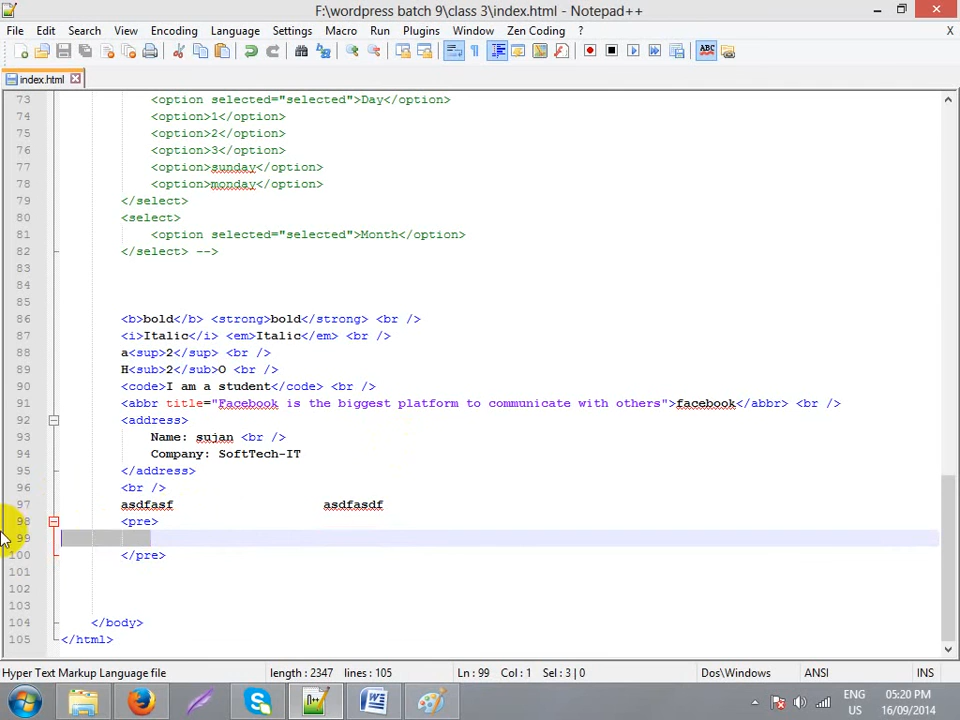 F:\wordpress batch 9\class 3\index.html - Notepad++
File Edit Search View Encoding Language Settings Macro Run Plugins Window Zen Coding ? X
ABC
index.html
73 <option selected="selected">Day</option>
74 <option>1</option>
75 <option>2</option>
76 <option>3</option>
77 <option>sunday</option>
78 <option>monday</option>
79 </select>
80 <select>
81 <option selected="selected">Month</option>
82 </select> -->
83
84
85
86 <b>bold</b> <strong>bold</strong> <br />
87 <i>Italic</i> <em>Italic</em> <br />
88 a<sup>2</sup> <br />
89 H<sub>2</sub>O <br />
90 <code>I am a student</code> <br />
91 <abbr title="Facebook is the biggest platform to communicate with others">facebook</abbr> <br />
92 <address>
93 Name: sujan <br />
94 Company: SoftTech-IT
95 </address>
96 <br />
97 asdfasf asdfasdf
98 <pre>
99
100 </pre>
101
102
103
104 </body>
105 </html>
Hyper Text Markup Language file length : 2347 lines : 105 Ln : 99 Col : 1 Sel : 3 | 0 Dos\Windows ANSI INS
ENG 05:20 PM
US 16/09/2014